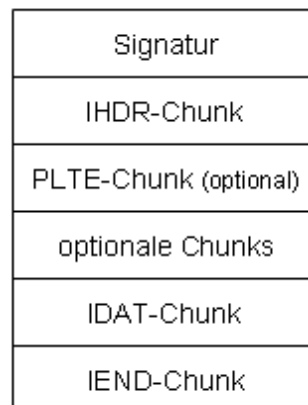 Signatur
IHDR-Chunk
PLTE-Chunk (optional)
optionale Chunks
IDAT-Chunk
IEND-Chunk